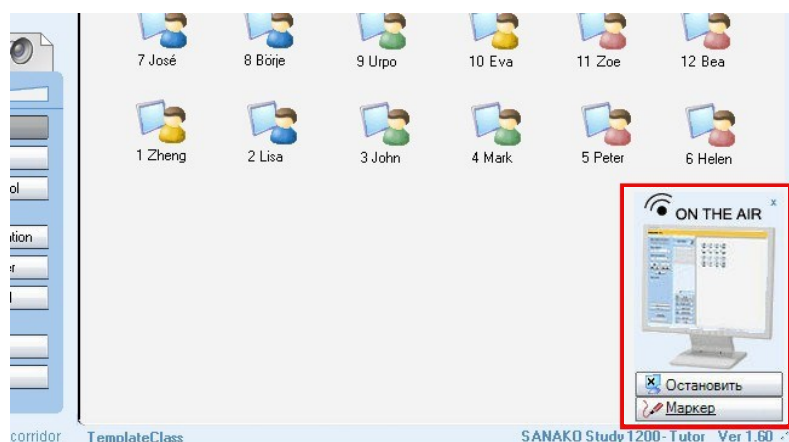 7 José 8 Börje 9 Urpo 10 Eva 11 Zoe 12 Bea
1 Zheng 2 Lisa 3 John 4 Mark 5 Peter 6 Helen
ol
ON THE AIR x
tion
er
l
Остановить
Маркер
corridor TemplateClass SANAKO Study 1200 - Tutor Ver 1.60